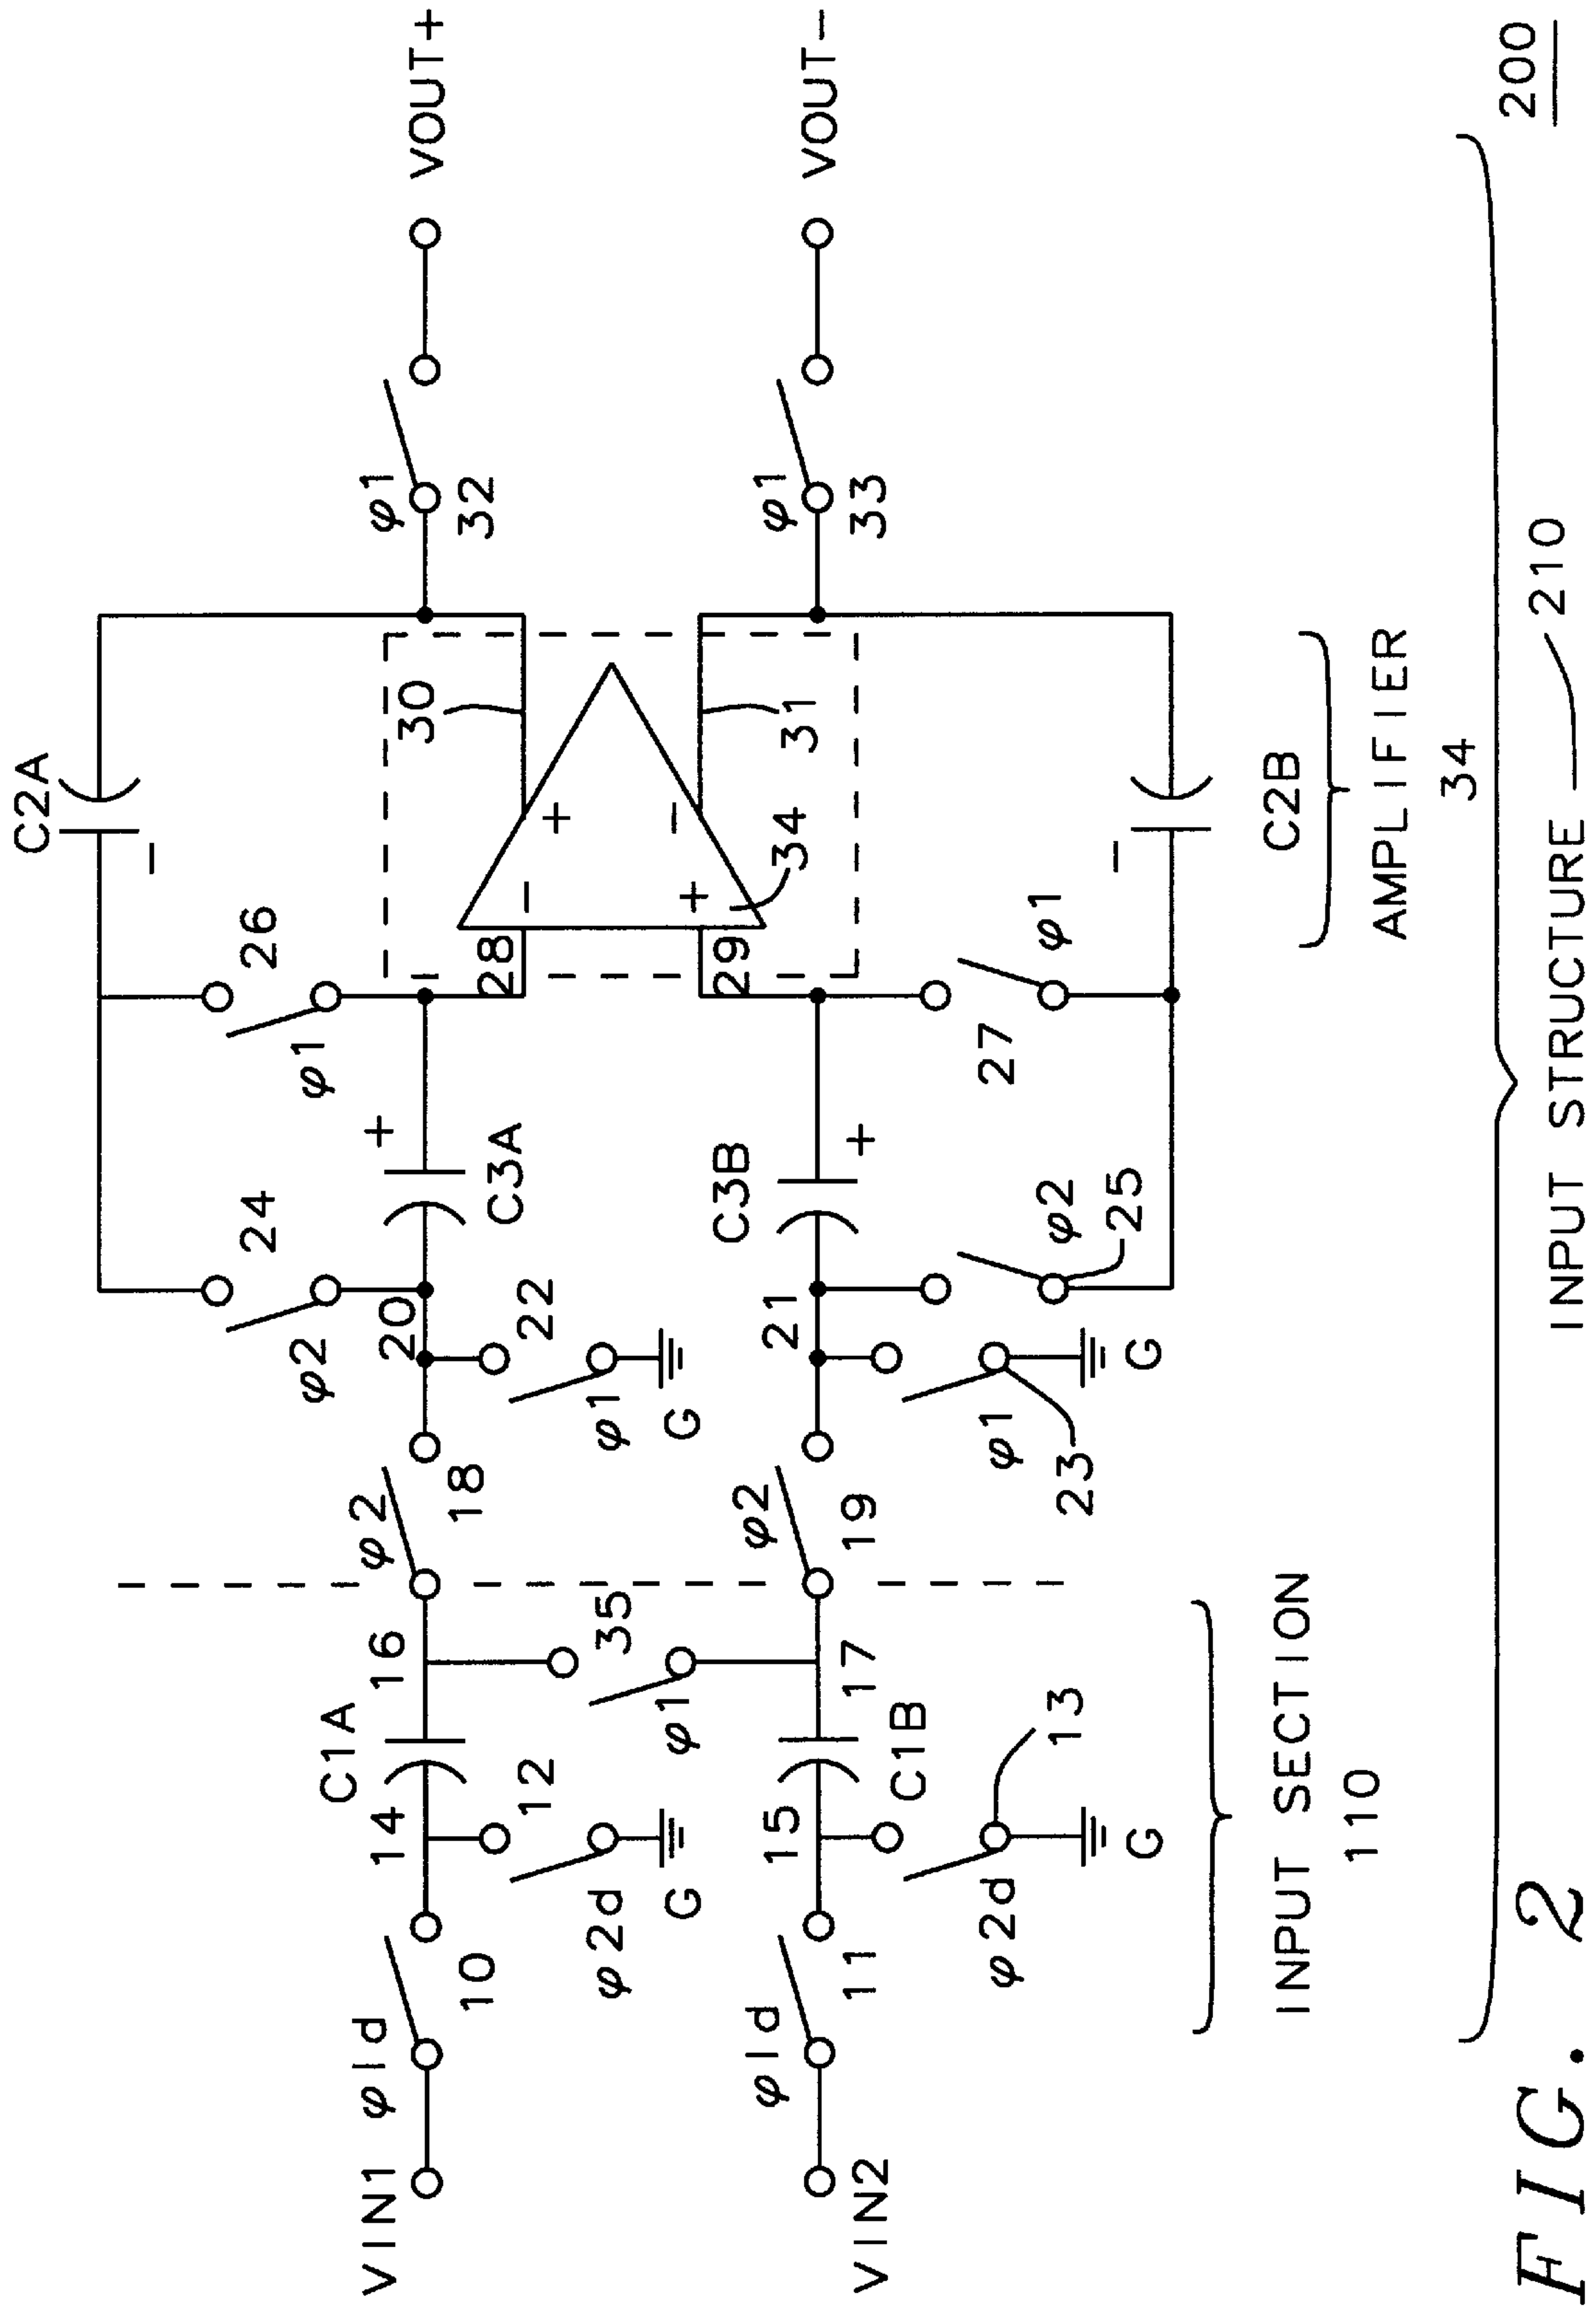 C2A
26
24
φ1
φ2
30
φ1
32
VOUT+
VIN1
φ1d
10
14
C1A
16
φ2
18
20
22
C3A
+
28
−
+
−
12
φ2d
G
35
φ1
φ1
G
34
+
−
29
31
φ1
33
VOUT−
VIN2
φ1d
11
15
C1B
17
φ2
19
21
C3B
+
φ2d
13
G
φ1
23
G
φ2
25
27
φ1
−
C2B
AMPLIFIER
34
INPUT SECTION
110
INPUT STRUCTURE 210
FIG. 2
200